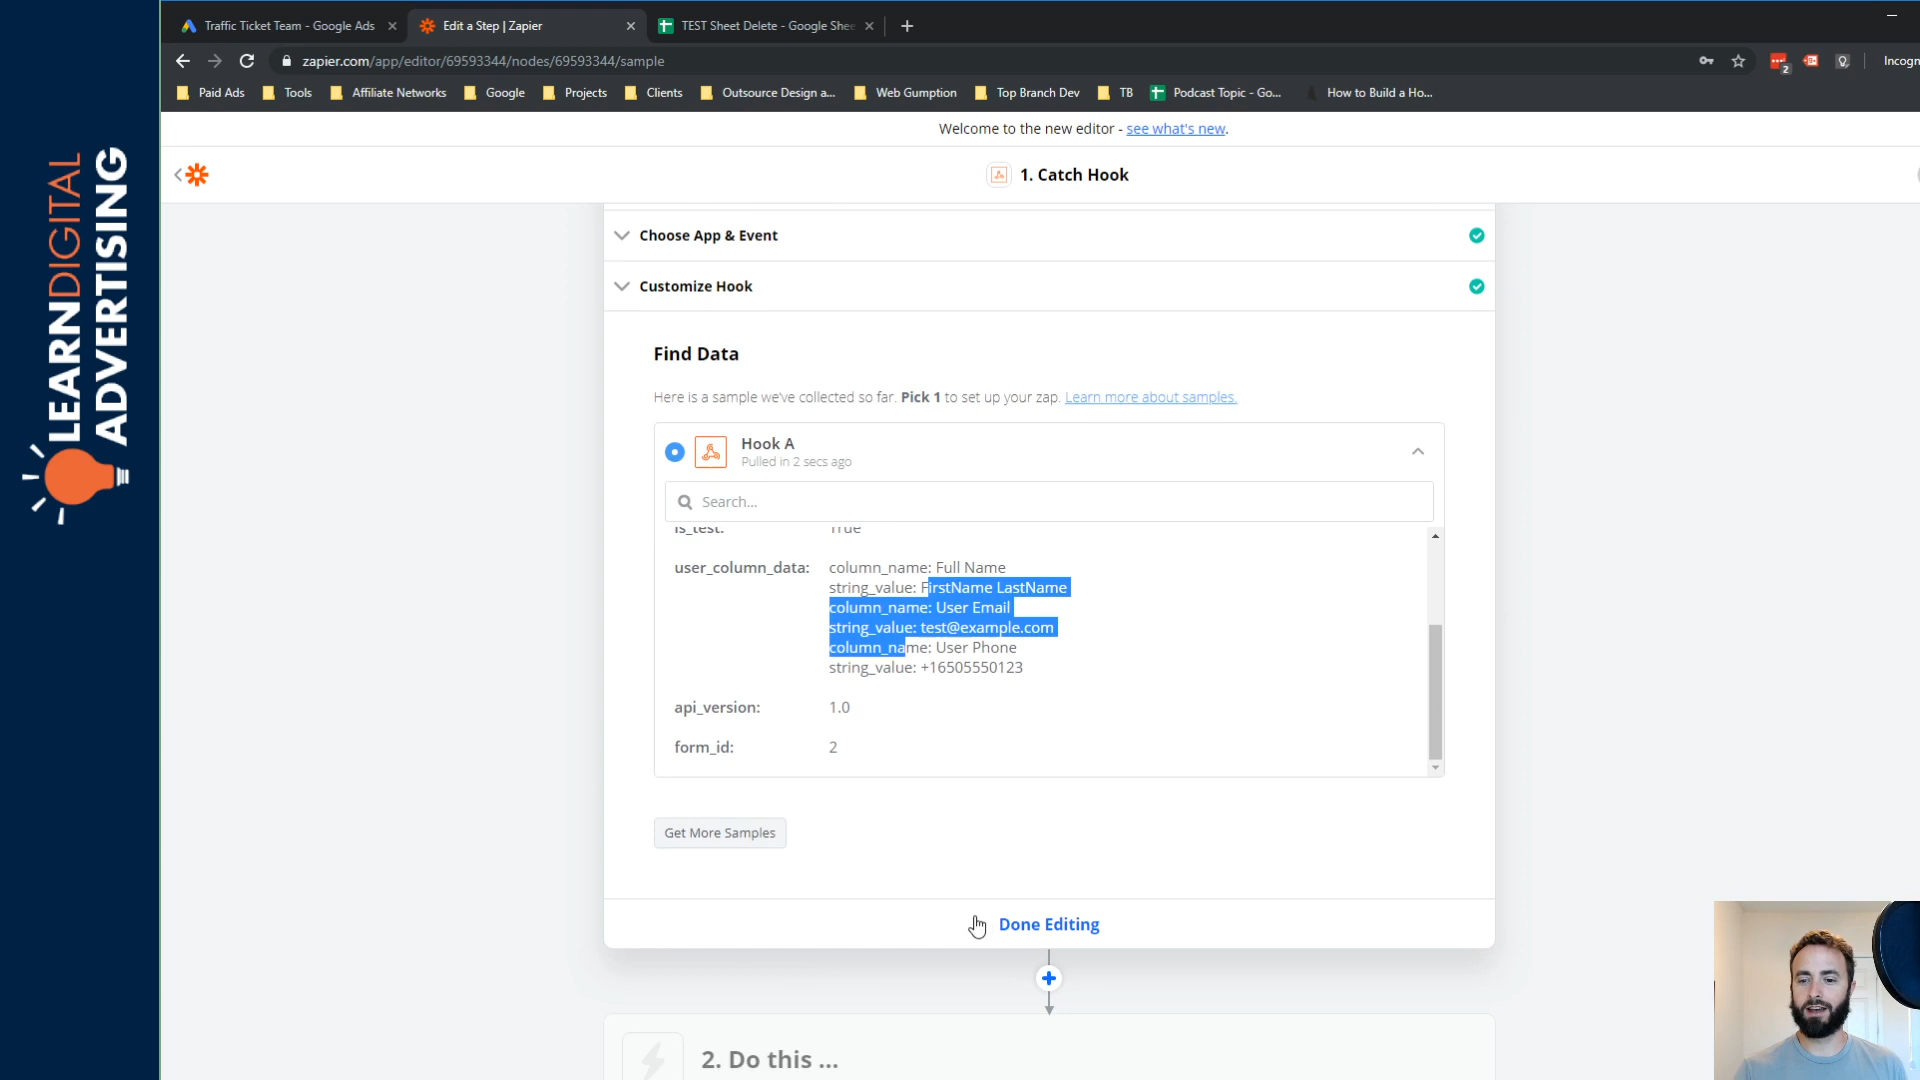 LEARNDIGITAL
ADVERTISING
Traffic Ticket Team - Google Ads
Edit a Step | Zapier
TEST Sheet Delete - Google Shee
zapier.com/app/editor/69593344/nodes/69593344/sample
2
Incogn
Paid Ads
Tools
Affiliate Networks
Google
Projects
Clients
Outsource Design a...
Web Gumption
Top Branch Dev
TB
Podcast Topic - Go...
How to Build a Ho...
Welcome to the new editor - see what's new.
1. Catch Hook
Choose App & Event
Customize Hook
Find Data
Here is a sample we've collected so far. Pick 1 to set up your zap. Learn more about samples.
Hook A
Pulled in 2 secs ago
Search...
is_test: True
user_column_data: column_name: Full Name
string_value: FirstName LastName
column_name: User Email
string_value: test@example.com
column_name: User Phone
string_value: +16505550123
api_version: 1.0
form_id: 2
Get More Samples
Done Editing
2. Do this ...